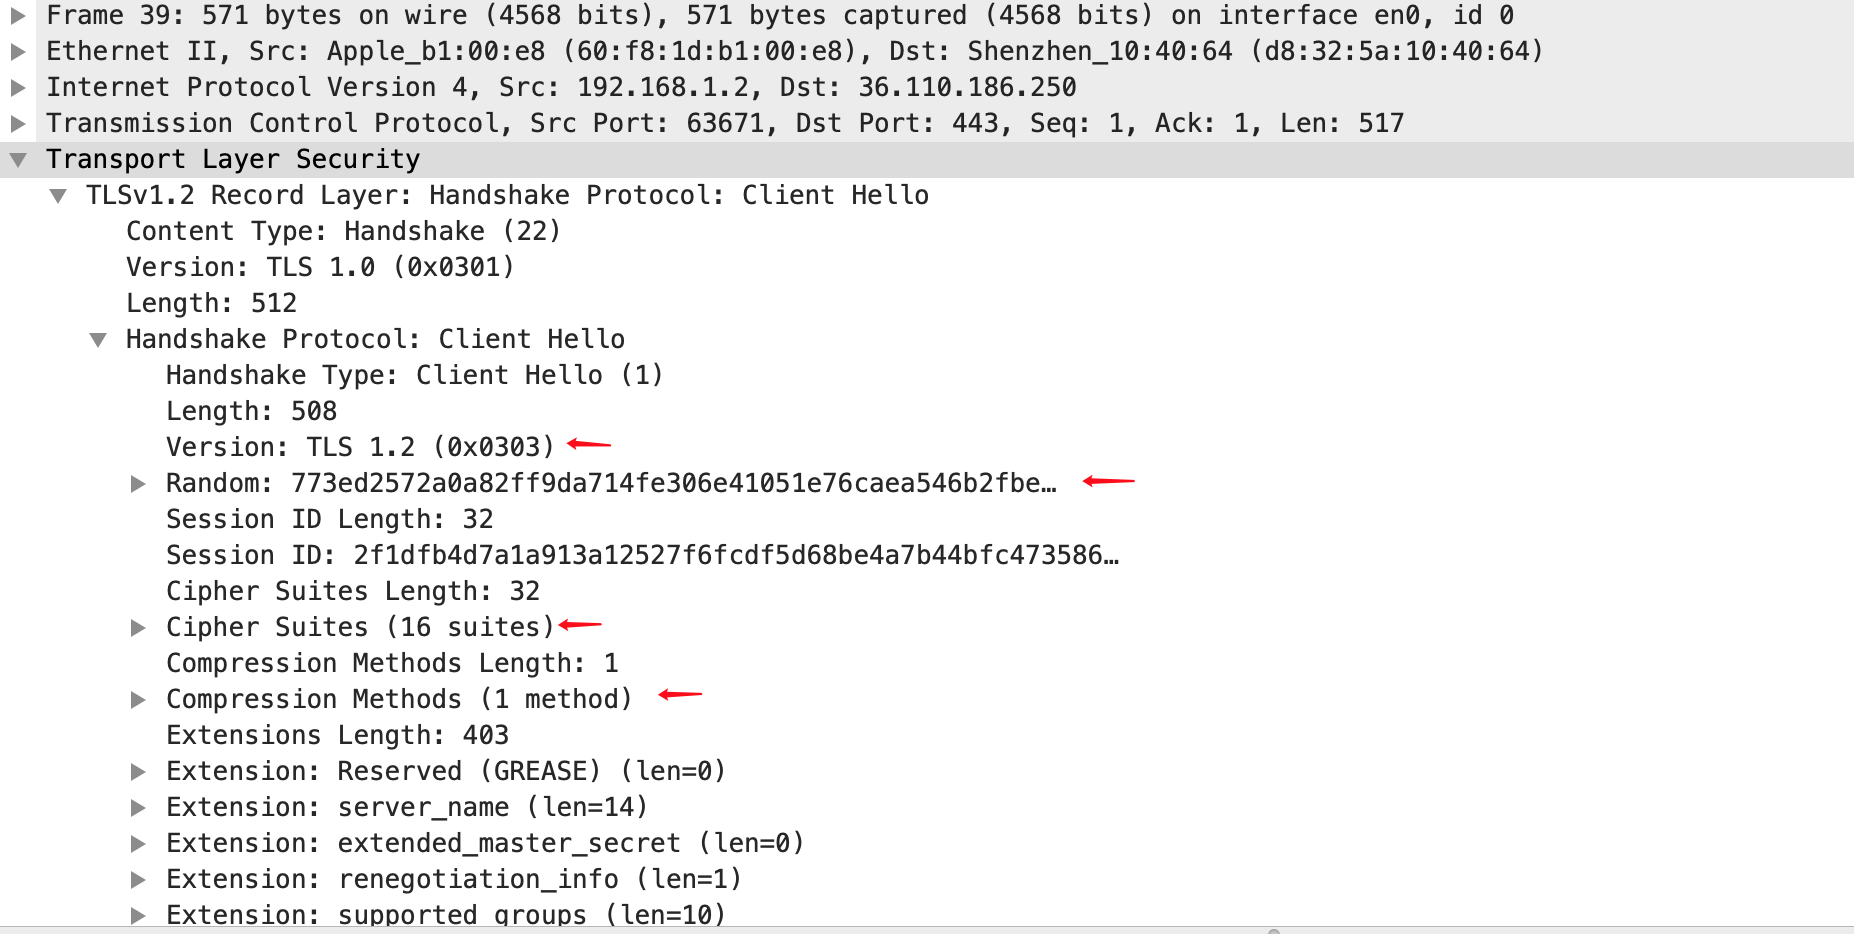 Frame 39: 571 bytes on wire (4568 bits), 571 bytes captured (4568 bits) on interface en0, id 0
Ethernet II, Src: Apple_b1:00:e8 (60:f8:1d:b1:00:e8), Dst: Shenzhen_10:40:64 (d8:32:5a:10:40:64)
Internet Protocol Version 4, Src: 192.168.1.2, Dst: 36.110.186.250
Transmission Control Protocol, Src Port: 63671, Dst Port: 443, Seq: 1, Ack: 1, Len: 517
Transport Layer Security
TLSv1.2 Record Layer: Handshake Protocol: Client Hello
Content Type: Handshake (22)
Version: TLS 1.0 (0x0301)
Length: 512
Handshake Protocol: Client Hello
Handshake Type: Client Hello (1)
Length: 508
Version: TLS 1.2 (0x0303)
Random: 773ed2572a0a82ff9da714fe306e41051e76caea546b2fbe…
Session ID Length: 32
Session ID: 2f1dfb4d7a1a913a12527f6fcdf5d68be4a7b44bfc473586…
Cipher Suites Length: 32
Cipher Suites (16 suites)
Compression Methods Length: 1
Compression Methods (1 method)
Extensions Length: 403
Extension: Reserved (GREASE) (len=0)
Extension: server_name (len=14)
Extension: extended_master_secret (len=0)
Extension: renegotiation_info (len=1)
Extension: supported_groups (len=10)